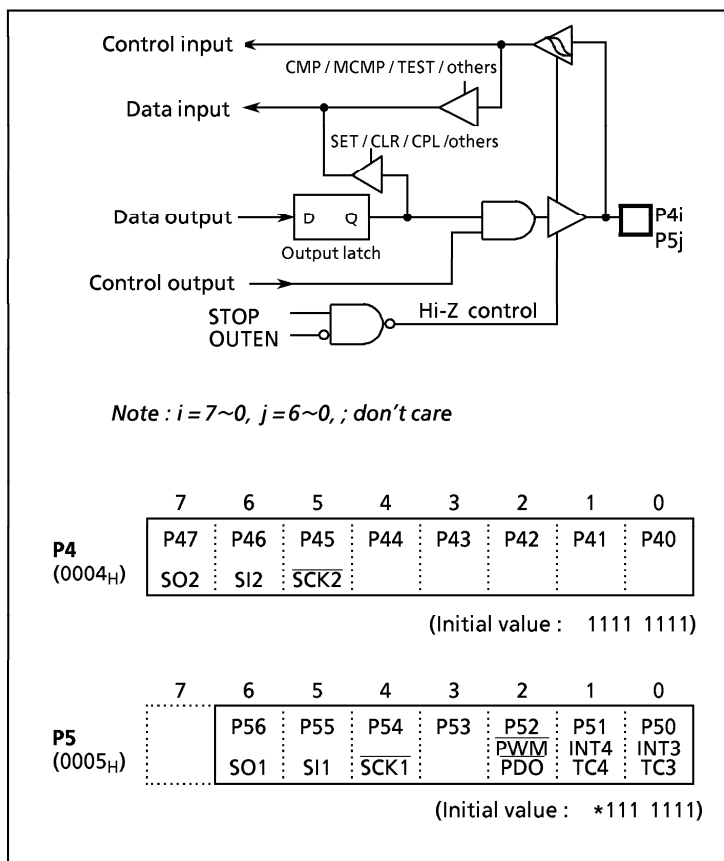 Control input
CMP / MCMP / TEST / others
Data input
SET / CLR / CPL /others
Data output
D Q
P4i
P5j
Output latch
Control output
STOP
OUTEN
Hi-Z control
Note : i = 7~0, j = 6~0, ; don't care
7 6 5 4 3 2 1 0
P4
(0004H)
P47 P46 P45 P44 P43 P42 P41 P40
SO2 SI2 SCK2
(Initial value : 1111 1111)
7 6 5 4 3 2 1 0
P5
(0005H)
P56 P55 P54 P53 P52 P51 P50
PWM INT4 INT3
SO1 SI1 SCK1 PDO TC4 TC3
(Initial value : *111 1111)